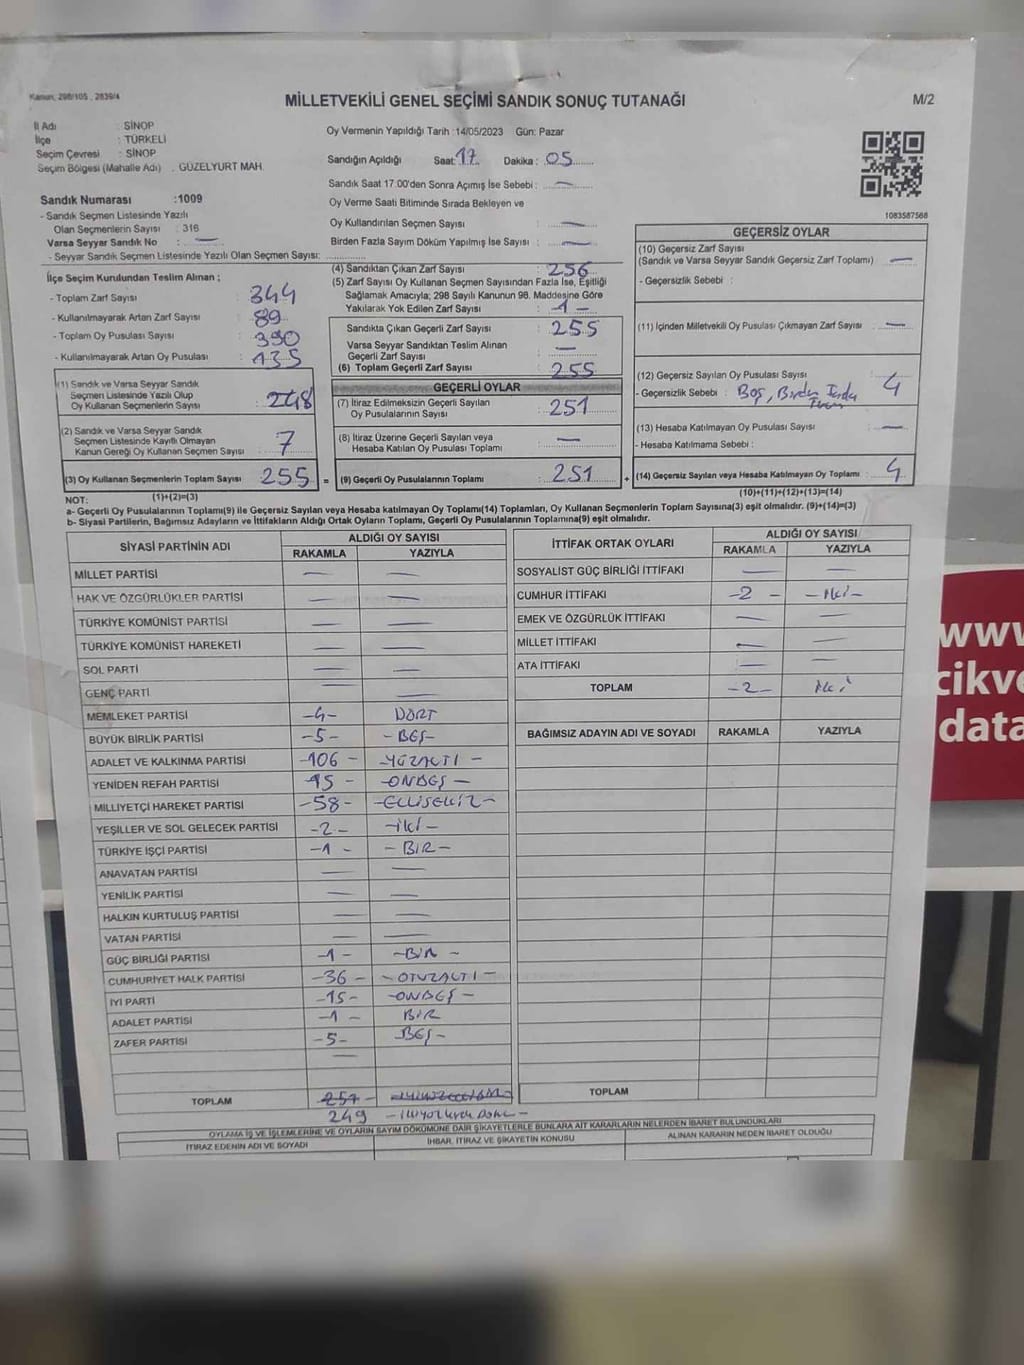 Kanun, 298/105 , 2839/4
MİLLETVEKİLİ GENEL SEÇİMİ SANDIK SONUÇ TUTANAĞI
M/2
İl Adı : SİNOP
İlçe : TÜRKELİ
Seçim Çevresi : SİNOP
Seçim Bölgesi (Mahalle Adı) . GÜZELYURT MAH.
Oy Vermenin Yapıldığı Tarih :14/05/2023 Gün: Pazar
Sandığın Açıldığı Saat: 17 Dakika : 05
Sandık Saat 17.00'den Sonra Açımış İse Sebebi : —
Oy Verme Saati Bitiminde Sırada Bekleyen ve
Oy Kullandırılan Seçmen Sayısı : —
Birden Fazla Sayım Döküm Yapılmış İse Sayısı : —
1083587568
Sandık Numarası :1009
- Sandık Seçmen Listesinde Yazılı
Olan Seçmenlerin Sayısı : 316
Varsa Seyyar Sandık No : —
- Seyyar Sandık Seçmen Listesinde Yazılı Olan Seçmen Sayısı:
İlçe Seçim Kurulundan Teslim Alınan ;
- Toplam Zarf Sayısı : 344
- Kullanılmayarak Artan Zarf Sayısı : 89
- Toplam Oy Pusulası Sayısı : 390
- Kullanılmayarak Artan Oy Pusulası : 135
(1) Sandık ve Varsa Seyyar Sandık
Seçmen Listesinde Yazılı Olup
Oy Kullanan Seçmenlerin Sayısı : 248
(2) Sandık ve Varsa Seyyar Sandık
Seçmen Listesinde Kayıtlı Olmayan
Kanun Gereği Oy Kullanan Seçmen Sayısı : 7
(3) Oy Kullanan Seçmenlerin Toplam Sayısı : 255 =
(4) Sandıktan Çıkan Zarf Sayısı : 256
(5) Zarf Sayısı Oy Kullanan Seçmen Sayısından Fazla İse, Eşitliği
Sağlamak Amacıyla; 298 Sayılı Kanunun 98. Maddesine Göre
Yakılarak Yok Edilen Zarf Sayısı : 1 -
Sandıkta Çıkan Geçerli Zarf Sayısı : 255
Varsa Seyyar Sandıktan Teslim Alınan
Geçerli Zarf Sayısı : —
(6) Toplam Geçerli Zarf Sayısı : 255
GEÇERLİ OYLAR
(7) İtiraz Edilmeksizin Geçerli Sayılan
Oy Pusulalarının Sayısı : 251
(8) İtiraz Üzerine Geçerli Sayılan veya
Hesaba Katılan Oy Pusulası Toplamı : —
(9) Geçerli Oy Pusulalarının Toplamı : 251 +
GEÇERSİZ OYLAR
(10) Geçersiz Zarf Sayısı
(Sandık ve Varsa Seyyar Sandık Geçersiz Zarf Toplamı) : —
- Geçersizlik Sebebi :
(11) İçinden Milletvekili Oy Pusulası Çıkmayan Zarf Sayısı : —
(12) Geçersiz Sayılan Oy Pusulası Sayısı : 4
- Geçersizlik Sebebi : Boş,
(13) Hesaba Katılmayan Oy Pusulası Sayısı : —
- Hesaba Katılmama Sebebi :
(14) Geçersiz Sayılan veya Hesaba Katılmayan Oy Toplamı : 4
NOT: (1)+(2)=(3)
(10)+(11)+(12)+(13)=(14)
a- Geçerli Oy Pusulalarının Toplamı(9) ile Geçersiz Sayılan veya Hesaba katılmayan Oy Toplamı(14) Toplamları, Oy Kullanan Seçmenlerin Toplam Sayısına(3) eşit olmalıdır. (9)+(14)=(3)
b- Siyasi Partilerin, Bağımsız Adayların ve İttifakların Aldığı Ortak Oyların Toplamı, Geçerli Oy Pusulalarının Toplamına(9) eşit olmalıdır.
SİYASİ PARTİNİN ADI
ALDIĞI OY SAYISI
RAKAMLA YAZIYLA
MİLLET PARTİSİ — —
HAK VE ÖZGÜRLÜKLER PARTİSİ — —
TÜRKİYE KOMÜNİST PARTİSİ — —
TÜRKİYE KOMÜNİST HAREKETİ — —
SOL PARTİ — —
GENÇ PARTİ — —
MEMLEKET PARTİSİ -4- DÖRT
BÜYÜK BİRLİK PARTİSİ -5- -BEŞ-
ADALET VE KALKINMA PARTİSİ -106- -YÜZALTI-
YENİDEN REFAH PARTİSİ 15- -ONBEŞ-
MİLLİYETÇİ HAREKET PARTİSİ -58- -ELLİSEKİZ-
YEŞİLLER VE SOL GELECEK PARTİSİ -2- -İKİ-
TÜRKİYE İŞÇİ PARTİSİ -1- -BİR-
ANAVATAN PARTİSİ — —
YENİLİK PARTİSİ — —
HALKIN KURTULUŞ PARTİSİ — —
VATAN PARTİSİ — —
GÜÇ BİRLİĞİ PARTİSİ -1- -BİR-
CUMHURİYET HALK PARTİSİ -36- -OTUZALTI-
İYİ PARTİ -15- -ONBEŞ-
ADALET PARTİSİ -1- BİR
ZAFER PARTİSİ -5- BEŞ-
—
TOPLAM 251-
249
İTTİFAK ORTAK OYLARI
ALDIĞI OY SAYISI
RAKAMLA YAZIYLA
SOSYALİST GÜÇ BİRLİĞİ İTTİFAKI — —
CUMHUR İTTİFAKI -2- -İki-
EMEK VE ÖZGÜRLÜK İTTİFAKI — —
MİLLET İTTİFAKI — —
ATA İTTİFAKI — —
TOPLAM -2- İki
BAĞIMSIZ ADAYIN ADI VE SOYADI RAKAMLA YAZIYLA
TOPLAM
OYLAMA İŞ VE İŞLEMLERİNE VE OYLARIN SAYIM DÖKÜMÜNE DAİR ŞİKAYETLERLE BUNLARA AİT KARARLARIN NELERDEN İBARET BULUNDUKLARI
İTİRAZ EDENİN ADI VE SOYADI
İHBAR, İTİRAZ VE ŞİKAYETİN KONUSU
ALINAN KARARIN NEDEN İBARET OLDUĞU
www
cikve
data